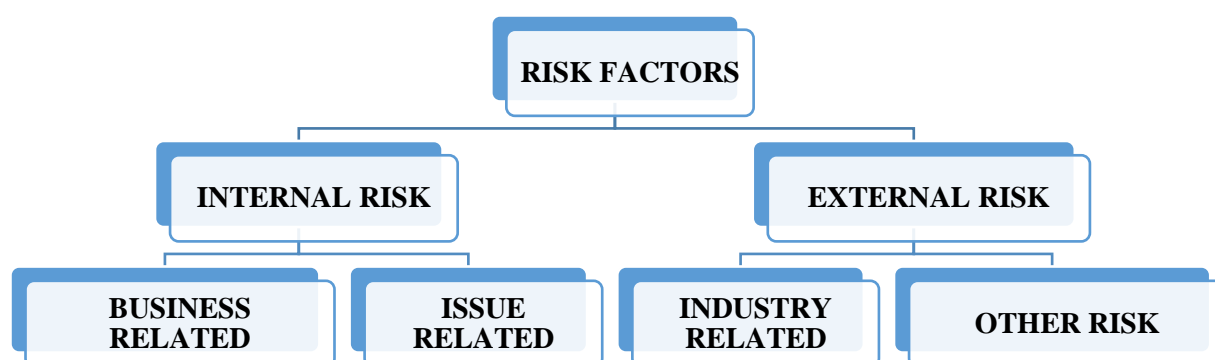 RISK FACTORS
INTERNAL RISK
EXTERNAL RISK
BUSINESS
RELATED
ISSUE
RELATED
INDUSTRY
RELATED
OTHER RISK